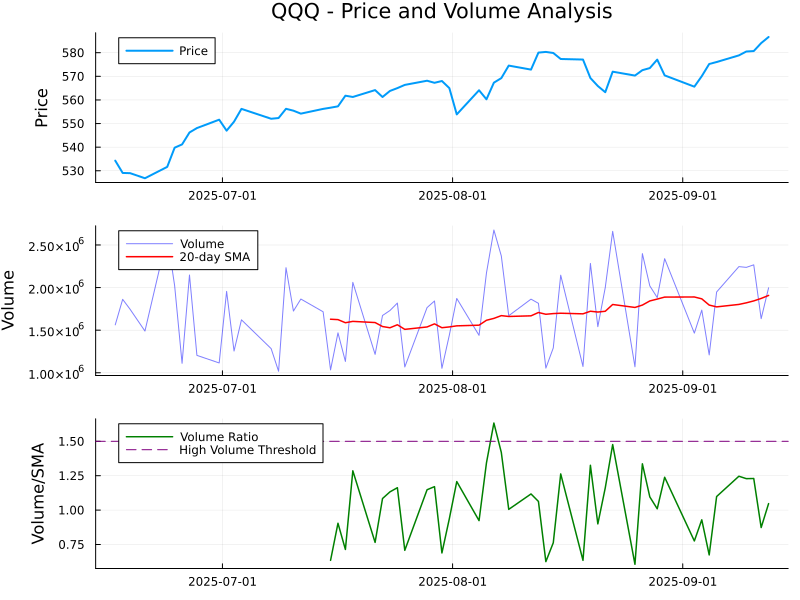 QQQ - Price and Volume Analysis
Price
580
570
560
550
540
530
Price
2025-07-01
2025-08-01
2025-09-01
Volume
20-day SMA
2.50×10⁶
2.00×10⁶
1.50×10⁶
1.00×10⁶
Volume
2025-07-01
2025-08-01
2025-09-01
Volume Ratio
High Volume Threshold
1.50
1.25
1.00
0.75
Volume/SMA
2025-07-01
2025-08-01
2025-09-01